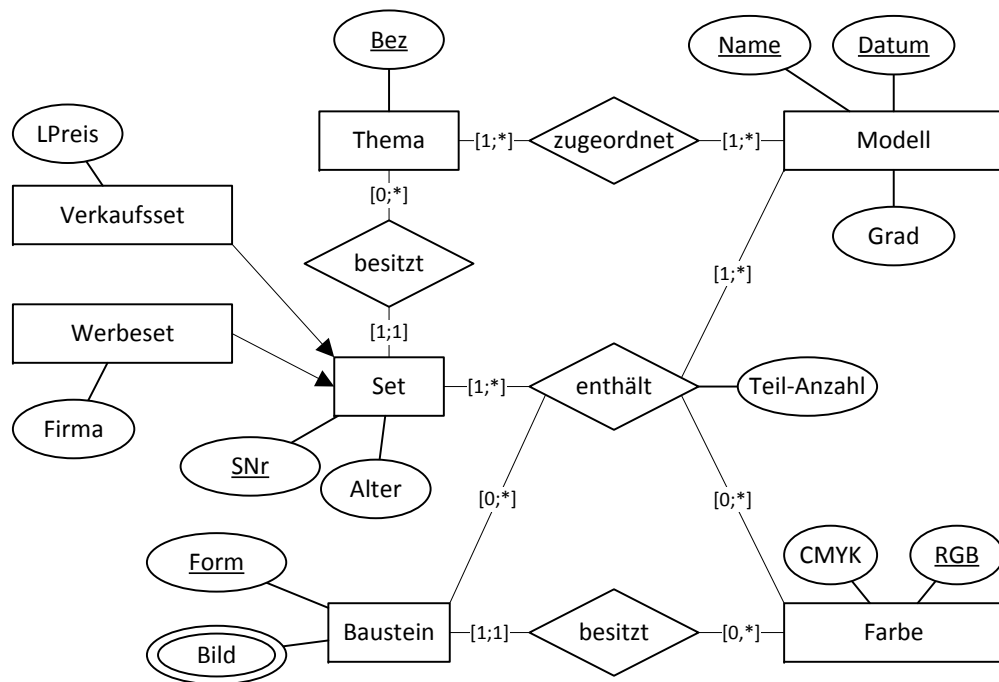 Bez
Name
Datum
LPreis
Thema
[1;*]
zugeordnet
[1;*]
Modell
Verkaufsset
[0;*]
Grad
besitzt
[1;*]
Werbeset
[1;1]
Set
[1;*]
enthält
Teil-Anzahl
Firma
SNr
Alter
[0;*]
[0;*]
Form
CMYK
RGB
Baustein
[1;1]
besitzt
[0,*]
Farbe
Bild